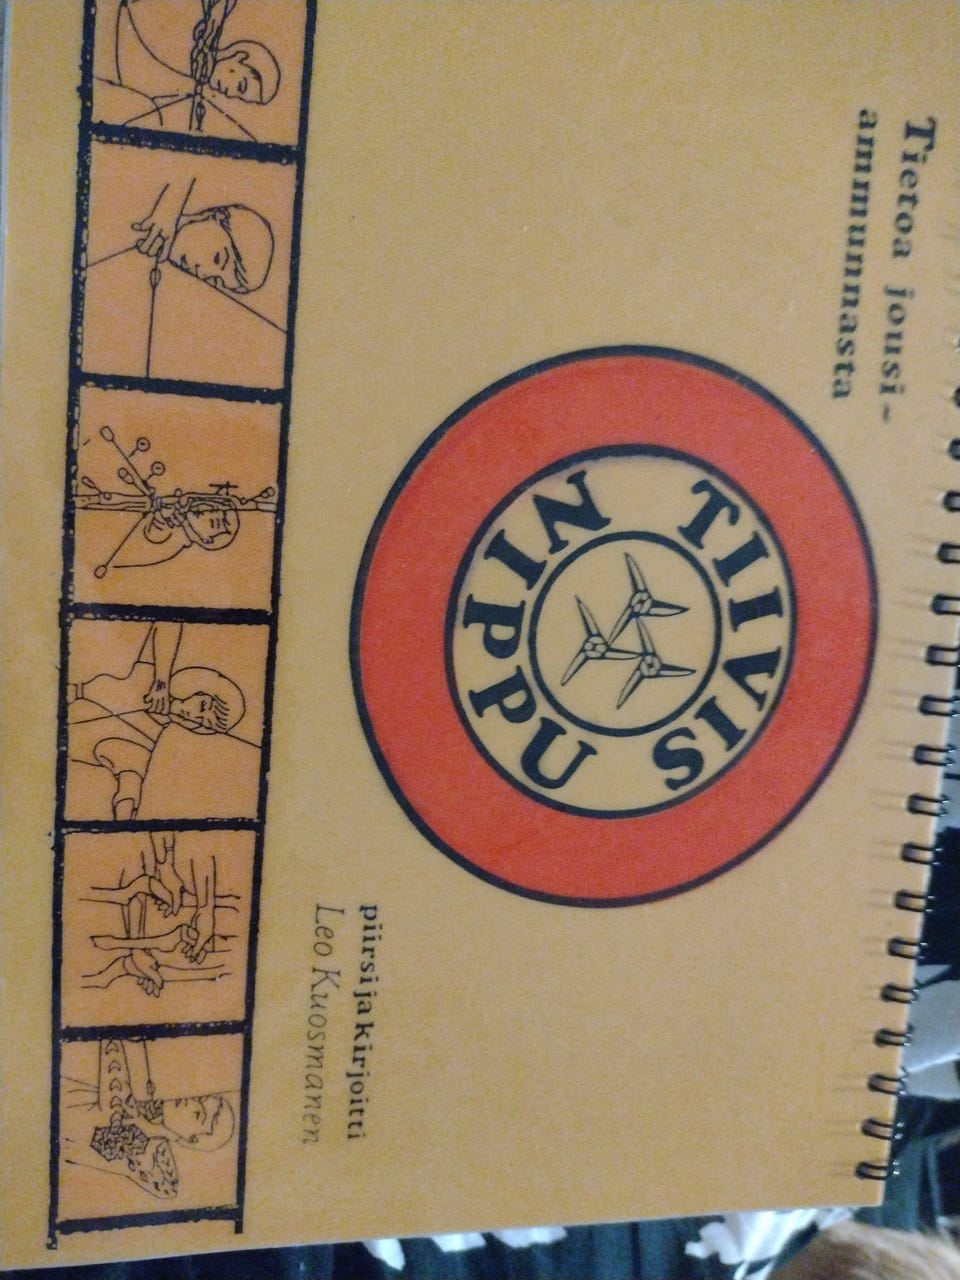 Tietoa jousi-
ammunnasta
TIIVIS
NIPPU
piirsi ja kirjoitti
Leo Kuosmanen